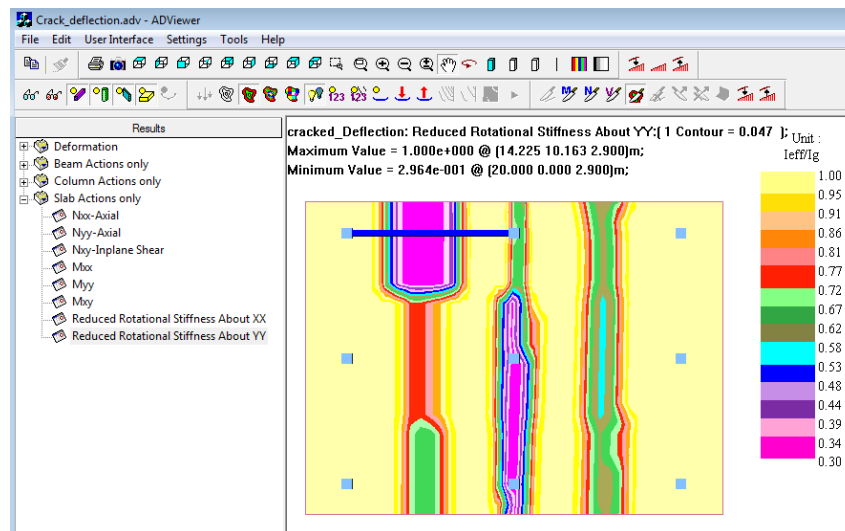 Crack_deflection.adv - ADViewer
File Edit User Interface Settings Tools Help
123 123 M N V
Results
Deformation
Beam Actions only
Column Actions only
Slab Actions only
Nxx-Axial
Nyy-Axial
Nxy-Inplane Shear
Mxx
Myy
Mxy
Reduced Rotational Stiffness About XX
Reduced Rotational Stiffness About YY
cracked_Deflection: Reduced Rotational Stiffness About YY:( 1 Contour = 0.047 );
Maximum Value = 1.000e+000 @ (14.225 10.163 2.900)m;
Minimum Value = 2.964e-001 @ (20.000 0.000 2.900)m;
Unit :
Ieff/Ig
1.00
0.95
0.91
0.86
0.81
0.77
0.72
0.67
0.62
0.58
0.53
0.48
0.44
0.39
0.34
0.30